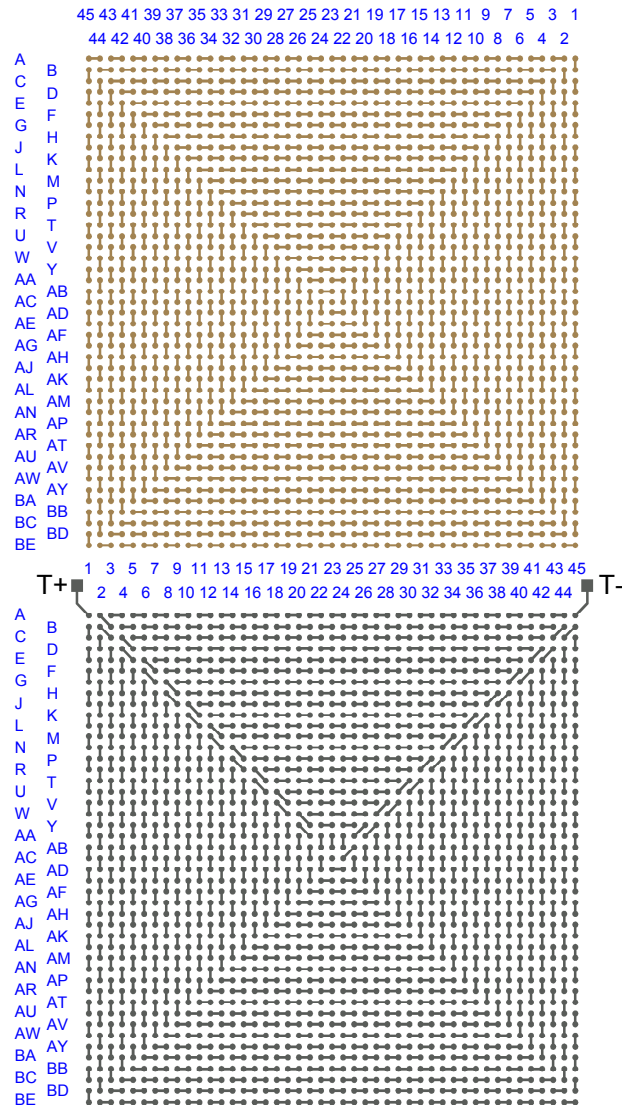 45 43 41 39 37 35 33 31 29 27 25 23 21 19 17 15 13 11 9 7 5 3 1
44 42 40 38 36 34 32 30 28 26 24 22 20 18 16 14 12 10 8 6 4 2
A
B
C
D
E
F
G
H
J
K
L
M
N
P
R
T
U
V
W
Y
AA
AB
AC
AD
AE
AF
AG
AH
AJ
AK
AL
AM
AN
AP
AR
AT
AU
AV
AW
AY
BA
BB
BC
BD
BE
1 3 5 7 9 11 13 15 17 19 21 23 25 27 29 31 33 35 37 39 41 43 45
T+ T-
2 4 6 8 10 12 14 16 18 20 22 24 26 28 30 32 34 36 38 40 42 44
A
B
C
D
E
F
G
H
J
K
L
M
N
P
R
T
U
V
W
Y
AA
AB
AC
AD
AE
AF
AG
AH
AJ
AK
AL
AM
AN
AP
AR
AT
AU
AV
AW
AY
BA
BB
BC
BD
BE